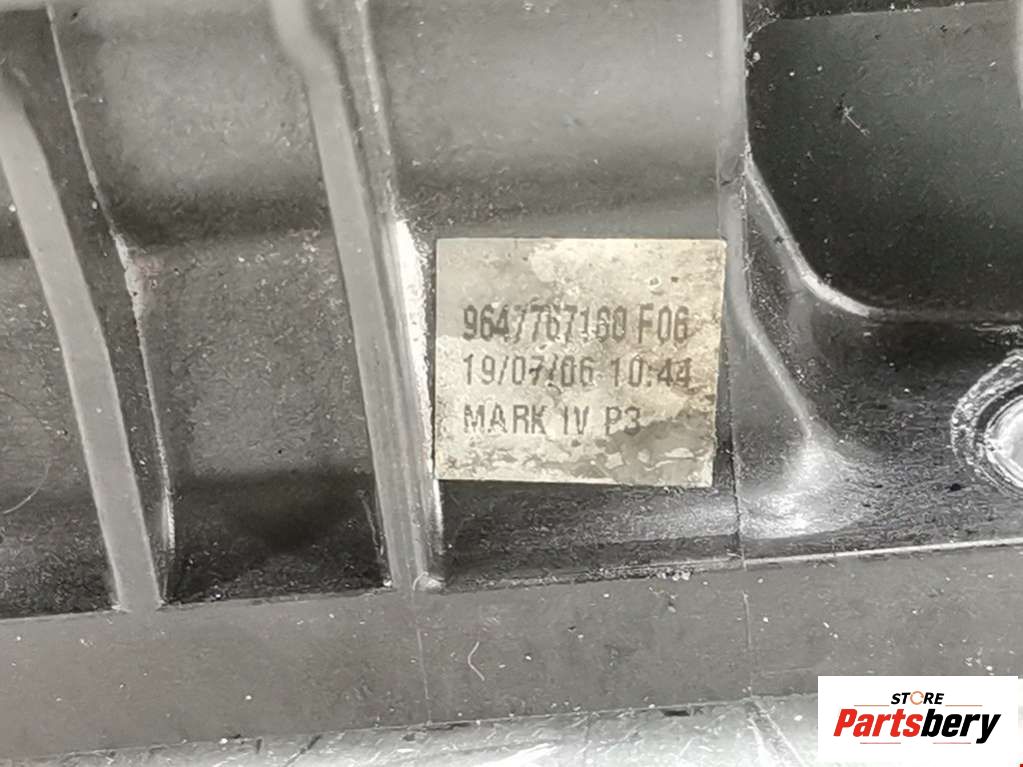 9647767180 F06
19/07/06 10:44
MARK IV P3
STORE
Partsbery